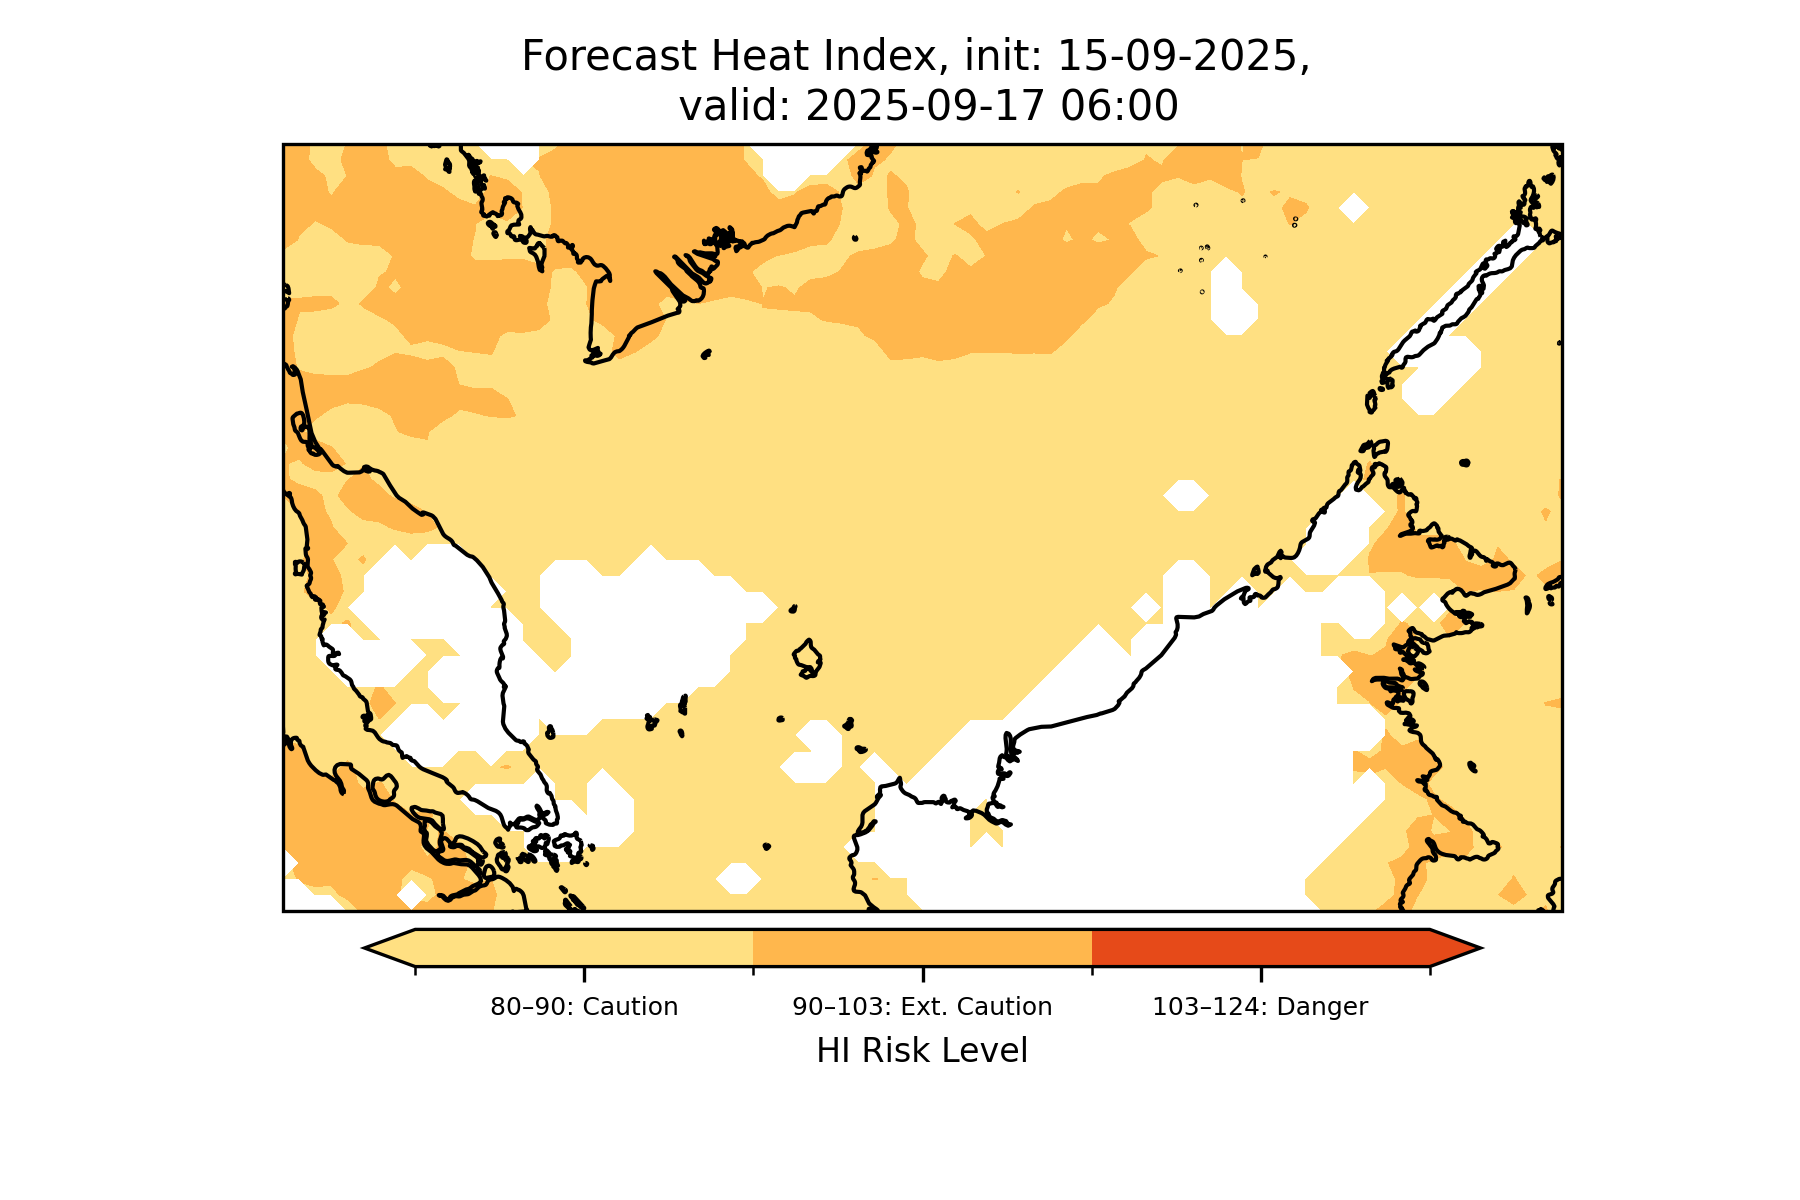 Forecast Heat Index, init: 15-09-2025,
valid: 2025-09-17 06:00
80–90: Caution
90–103: Ext. Caution
103–124: Danger
HI Risk Level